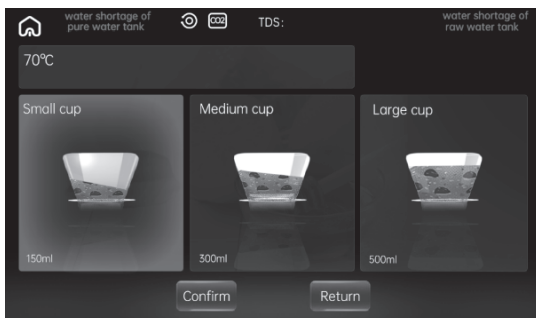 water shortage of
pure water tank
CO2
TDS:
water shortage of
raw water tank
70℃
Small cup
Medium cup
Large cup
150ml
300ml
500ml
Confirm
Return